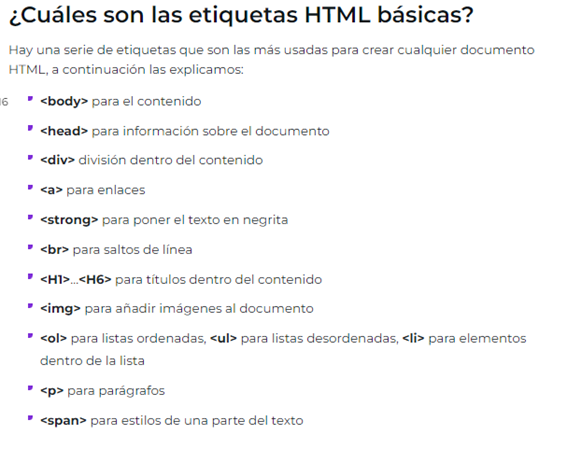 ¿Cuáles son las etiquetas HTML básicas?
Hay una serie de etiquetas que son las más usadas para crear cualquier documento
HTML, a continuación las explicamos:
<body> para el contenido
<head> para información sobre el documento
<div> división dentro del contenido
<a> para enlaces
<strong> para poner el texto en negrita
<br> para saltos de línea
<H1>...<H6> para títulos dentro del contenido
<img> para añadir imágenes al documento
<ol> para listas ordenadas, <ul> para listas desordenadas, <li> para elementos
dentro de la lista
<p> para parágrafos
<span> para estilos de una parte del texto